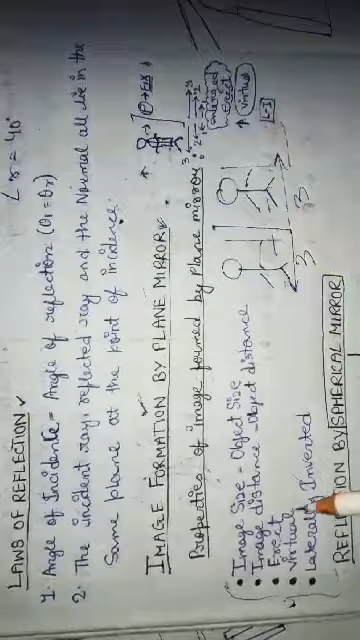 ∠r = 40°
LAWS OF REFLECTION
1. Angle of Incidence = Angle of reflection (θi = θr)
2. The incident ray, reflected ray and the Normal all lie in the
Same plane at the point of incidence.
IMAGE FORMATION BY PLANE MIRROR
Properties of image formed by Plane mirror:
• Image Size = Object Size
• Image distance = Object distance
• Erect
• Virtual
• Laterally Inverted
3
3
Erect
virtual
REFLECTION BY SPHERICAL MIRROR